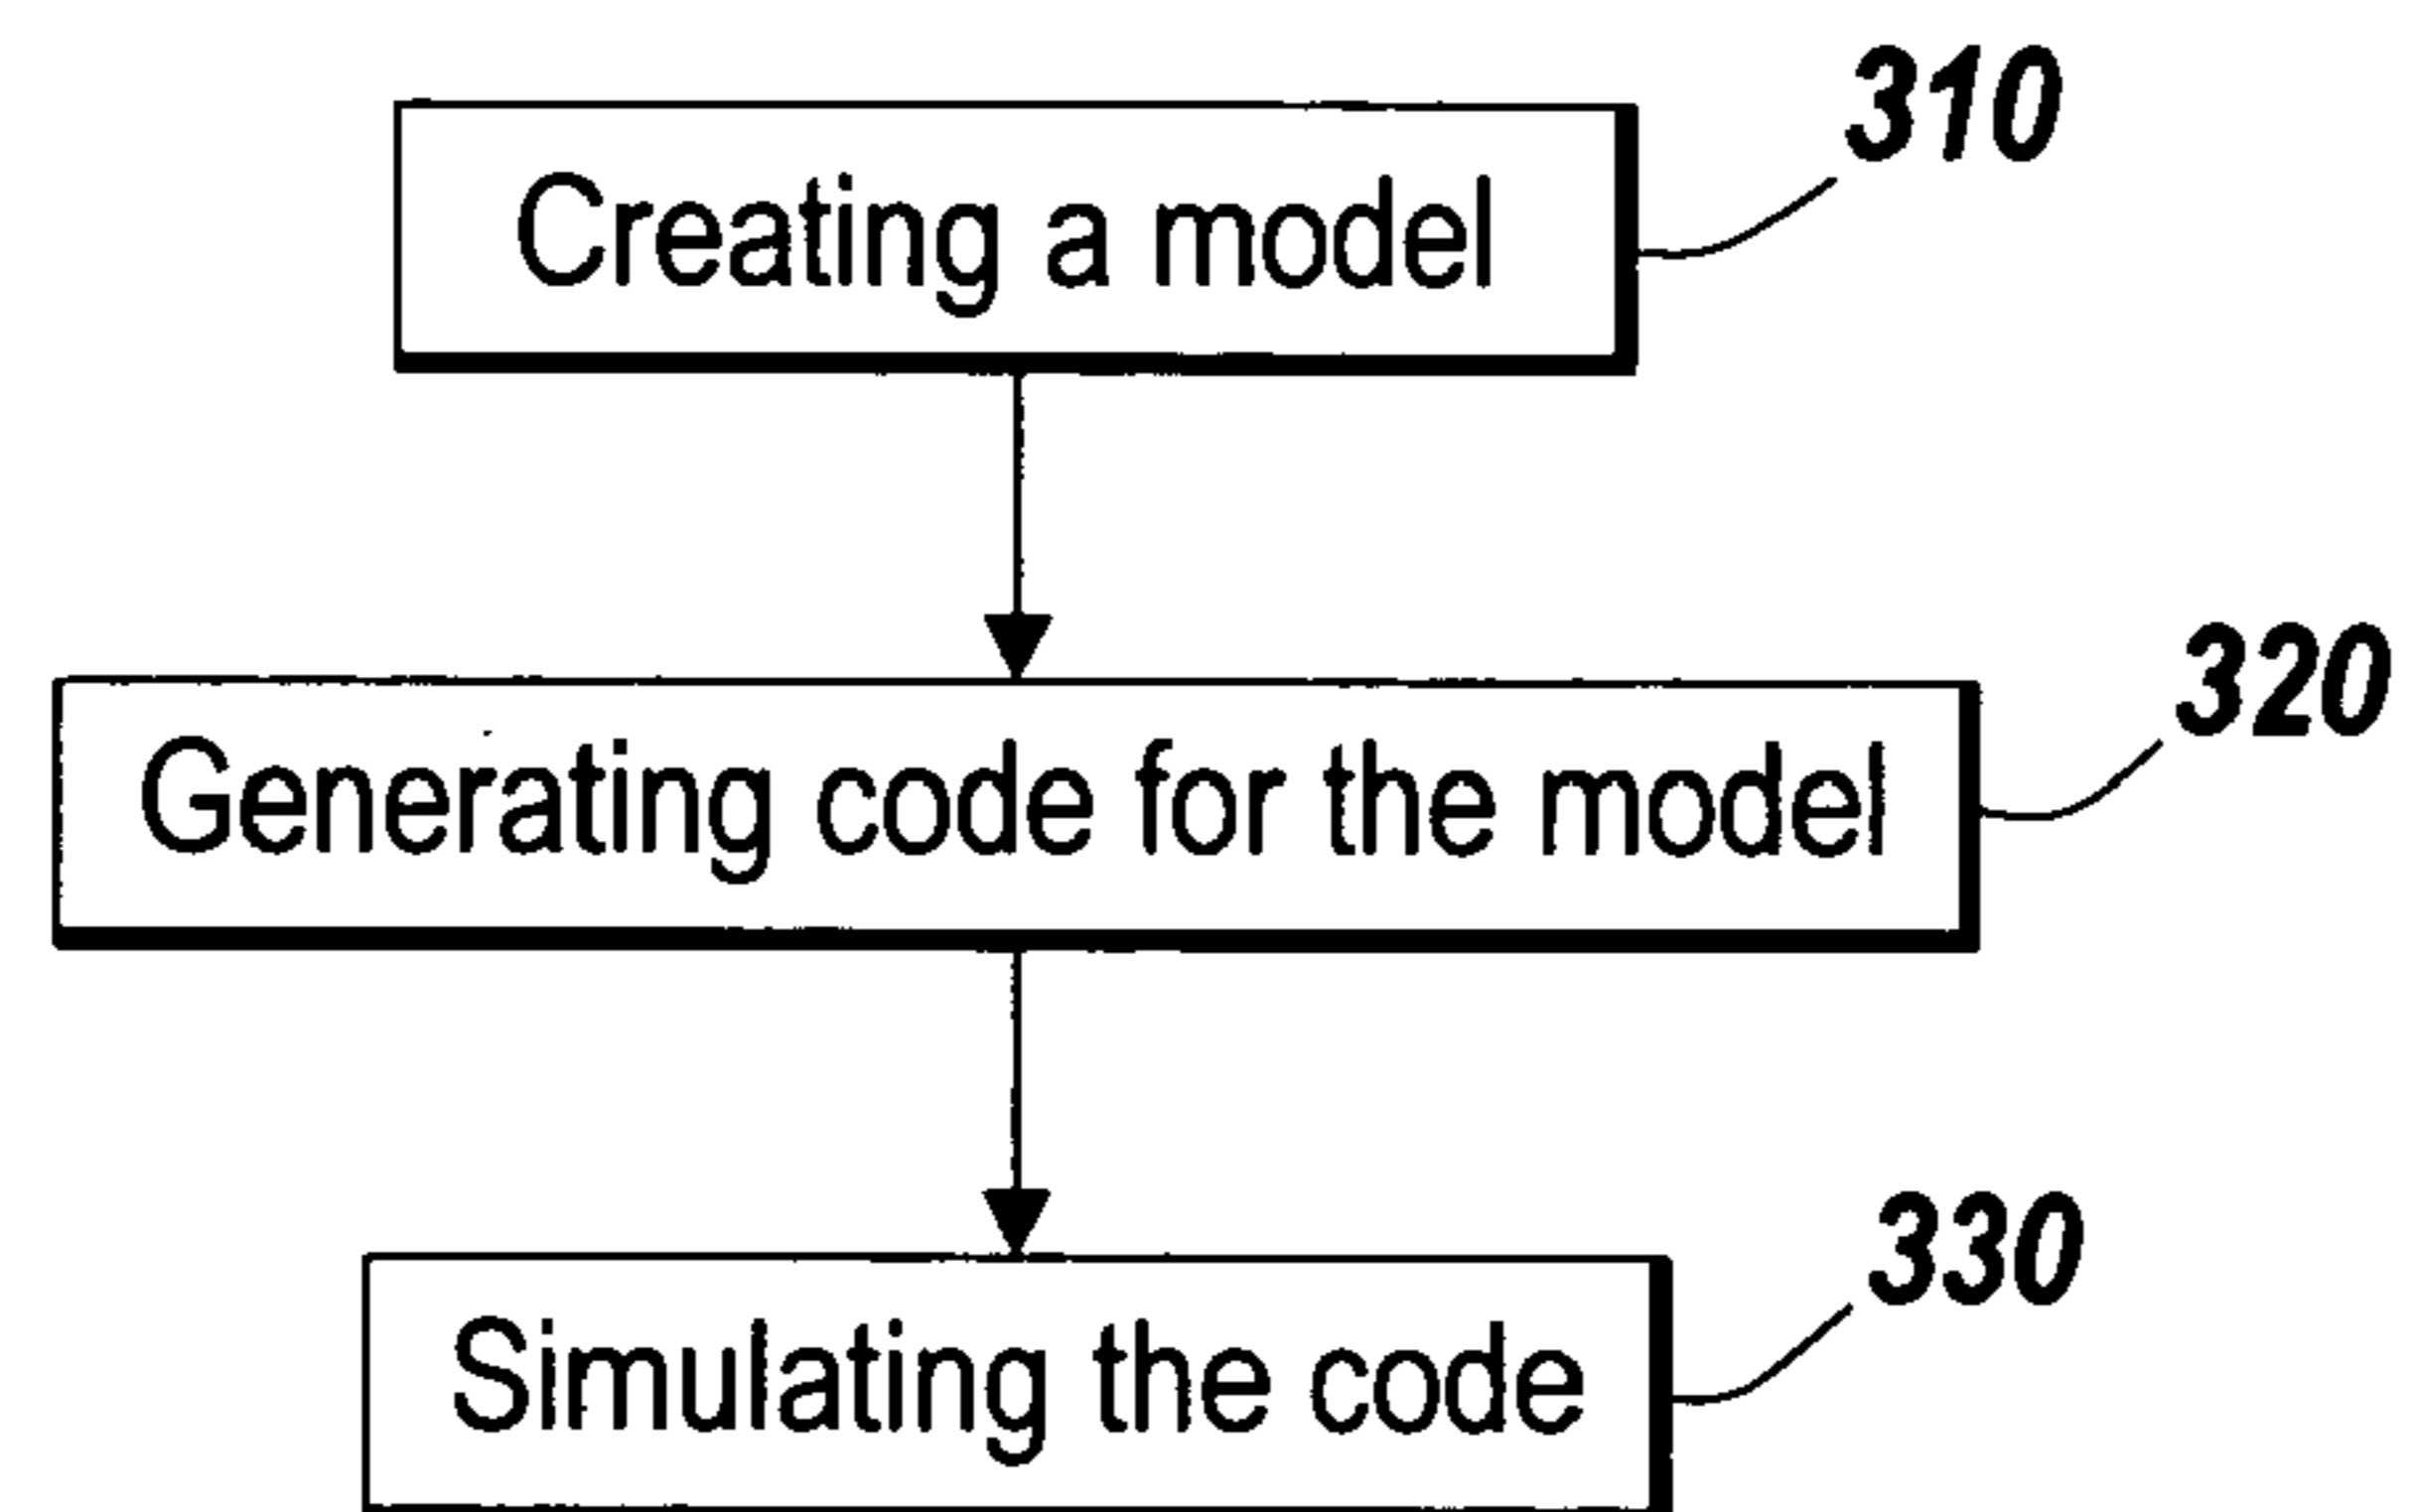 310
Creating a model
320
Generating code for the model
330
Simulating the code